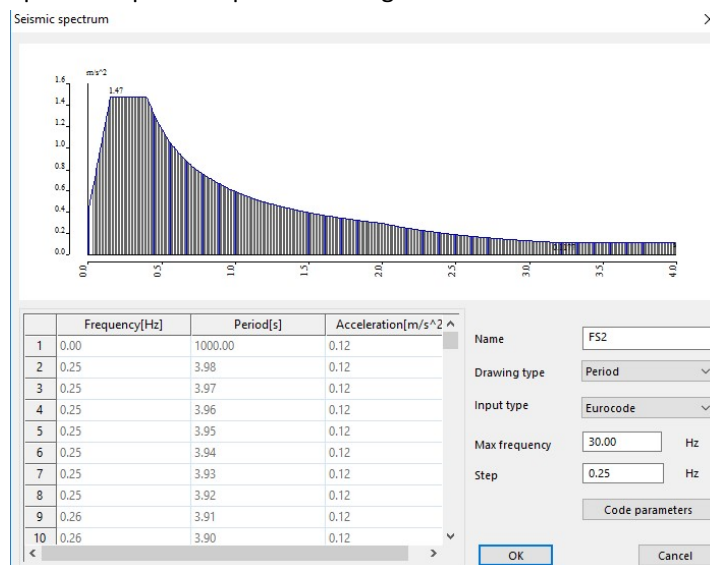 Seismic spectrum
m/s^2
1.6
1.47
1.4
1.2
1.0
0.8
0.6
0.4
0.2
0.0
0.0 0.5 1.0 1.5 2.0 2.5 3.0 3.5 4.0
Frequency[Hz] Period[s] Acceleration[m/s^2
1 0.00 1000.00 0.12
2 0.25 3.98 0.12
3 0.25 3.97 0.12
4 0.25 3.96 0.12
5 0.25 3.95 0.12
6 0.25 3.94 0.12
7 0.25 3.93 0.12
8 0.25 3.92 0.12
9 0.26 3.91 0.12
10 0.26 3.90 0.12
Name FS2
Drawing type Period
Input type Eurocode
Max frequency 30.00 Hz
Step 0.25 Hz
Code parameters
OK Cancel